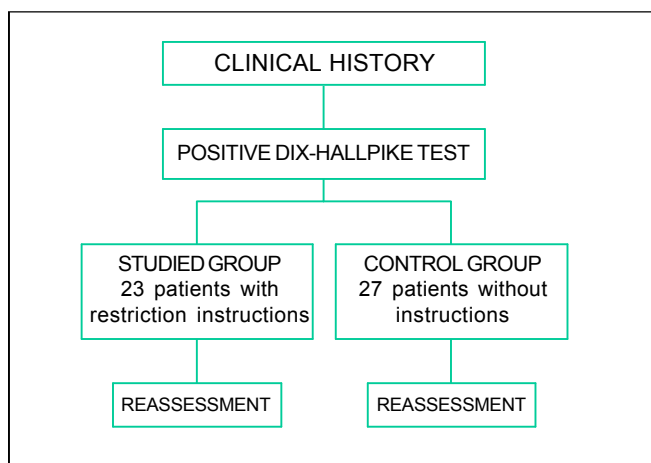 CLINICAL HISTORY
POSITIVE DIX-HALLPIKE TEST
STUDIED GROUP
23 patients with
restriction instructions
CONTROL GROUP
27 patients without
instructions
REASSESSMENT
REASSESSMENT